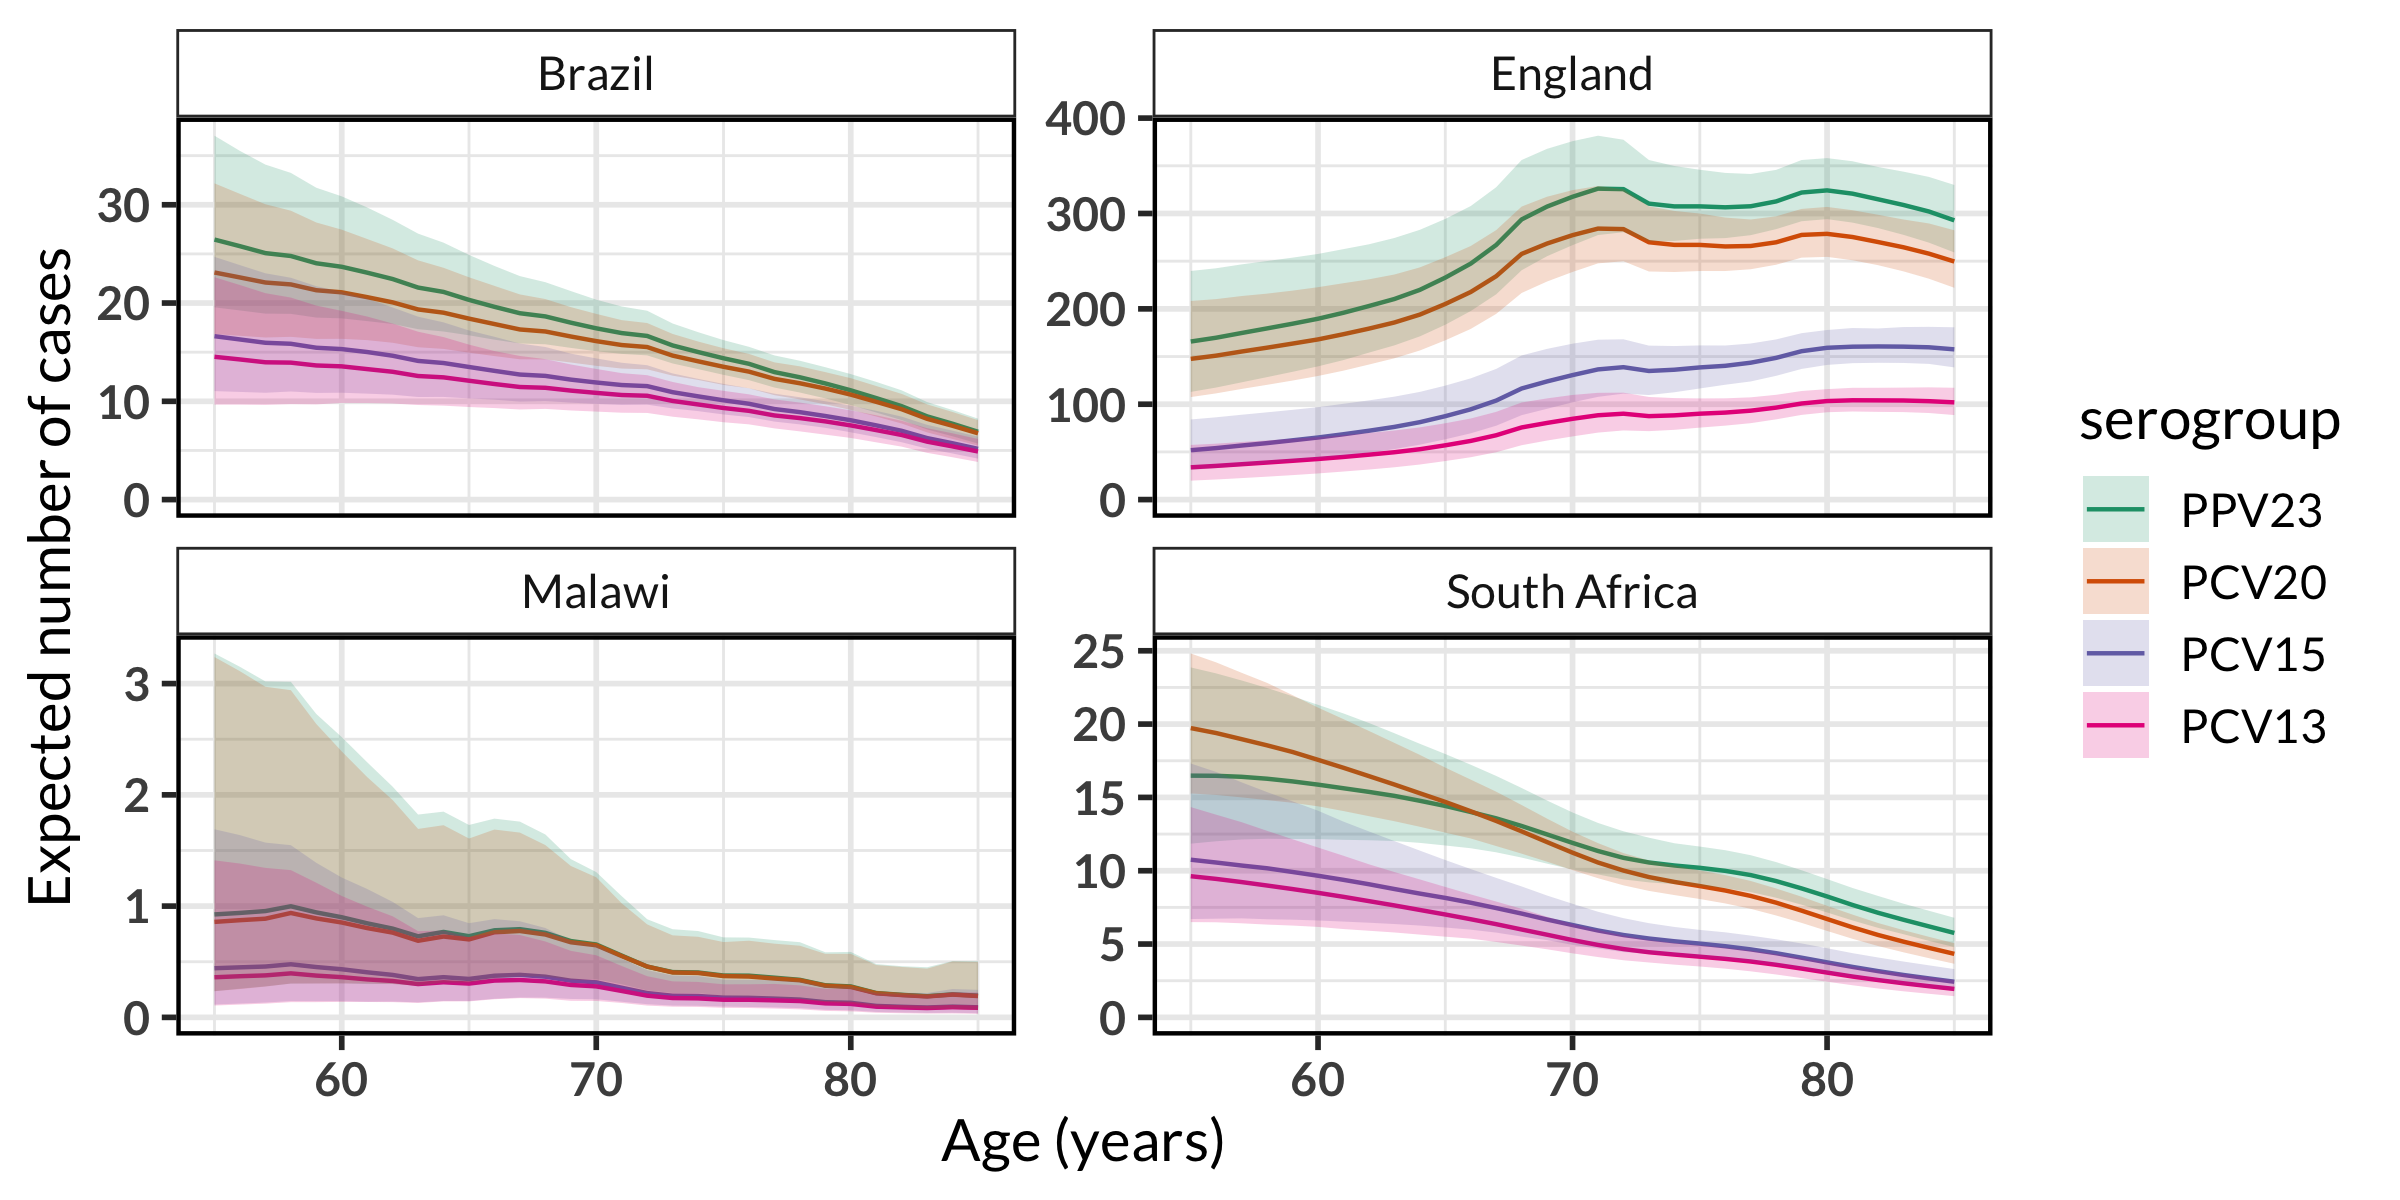 Brazil
England
Expected number of cases
30
20
10
0
400
300
200
100
0
Malawi
South Africa
3
2
1
0
25
20
15
10
5
0
60
70
80
60
70
80
Age (years)
serogroup
PPV23
PCV20
PCV15
PCV13